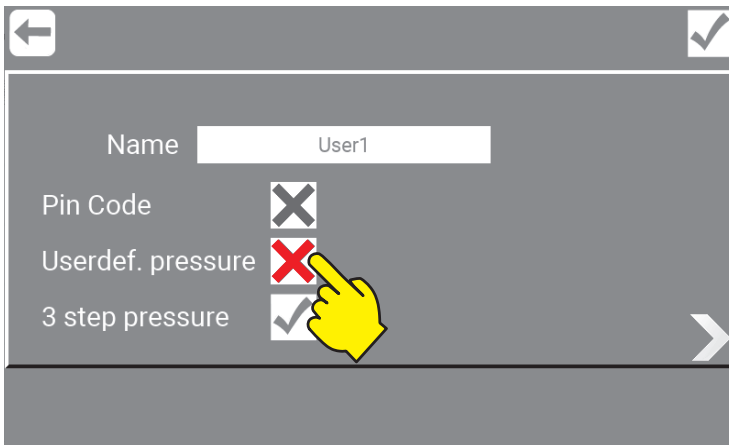 Name User1
Pin Code
Userdef. pressure
3 step pressure